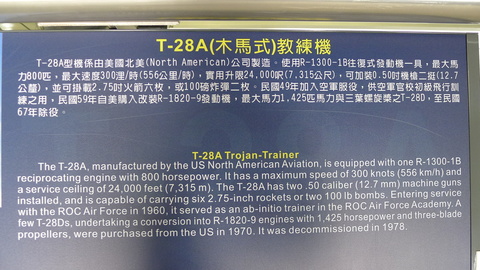 T-28A(木馬式)教練機
T-28A型機係由美國北美(North American)公司製造。使用R-1300-1B往復式發動機一具，最大馬
力800匹，最大速度300浬/時(556公里/時)，實用升限24,000呎(7,315公尺)，可加裝0.50吋機槍二挺(12.7
公釐)，並可掛載2.75吋火箭六枚，或100磅炸彈二枚。民國49年加入空軍服役，供空軍官校初級飛行訓
練之用，民國59年自美購入改裝R-1820-9發動機，最大馬力1,425匹馬力與三葉螺旋槳之T-28D，至民國
67年除役。
T-28A Trojan-Trainer
The T-28A, manufactured by the US North American Aviation, is equipped with one R-1300-1B
reciprocating engine with 800 horsepower. It has a maximum speed of 300 knots (556 km/h) and
a service ceiling of 24,000 feet (7,315 m). The T-28A has two .50 caliber (12.7 mm) machine guns
installed, and is capable of carrying six 2.75-inch rockets or two 100 lb bombs. Entering service
with the ROC Air Force in 1960, it served as an ab-initio trainer in the ROC Air Force Academy. A
few T-28Ds, undertaking a conversion into R-1820-9 engines with 1,425 horsepower and three-blade
propellers, were purchased from the US in 1970. It was decommissioned in 1978.